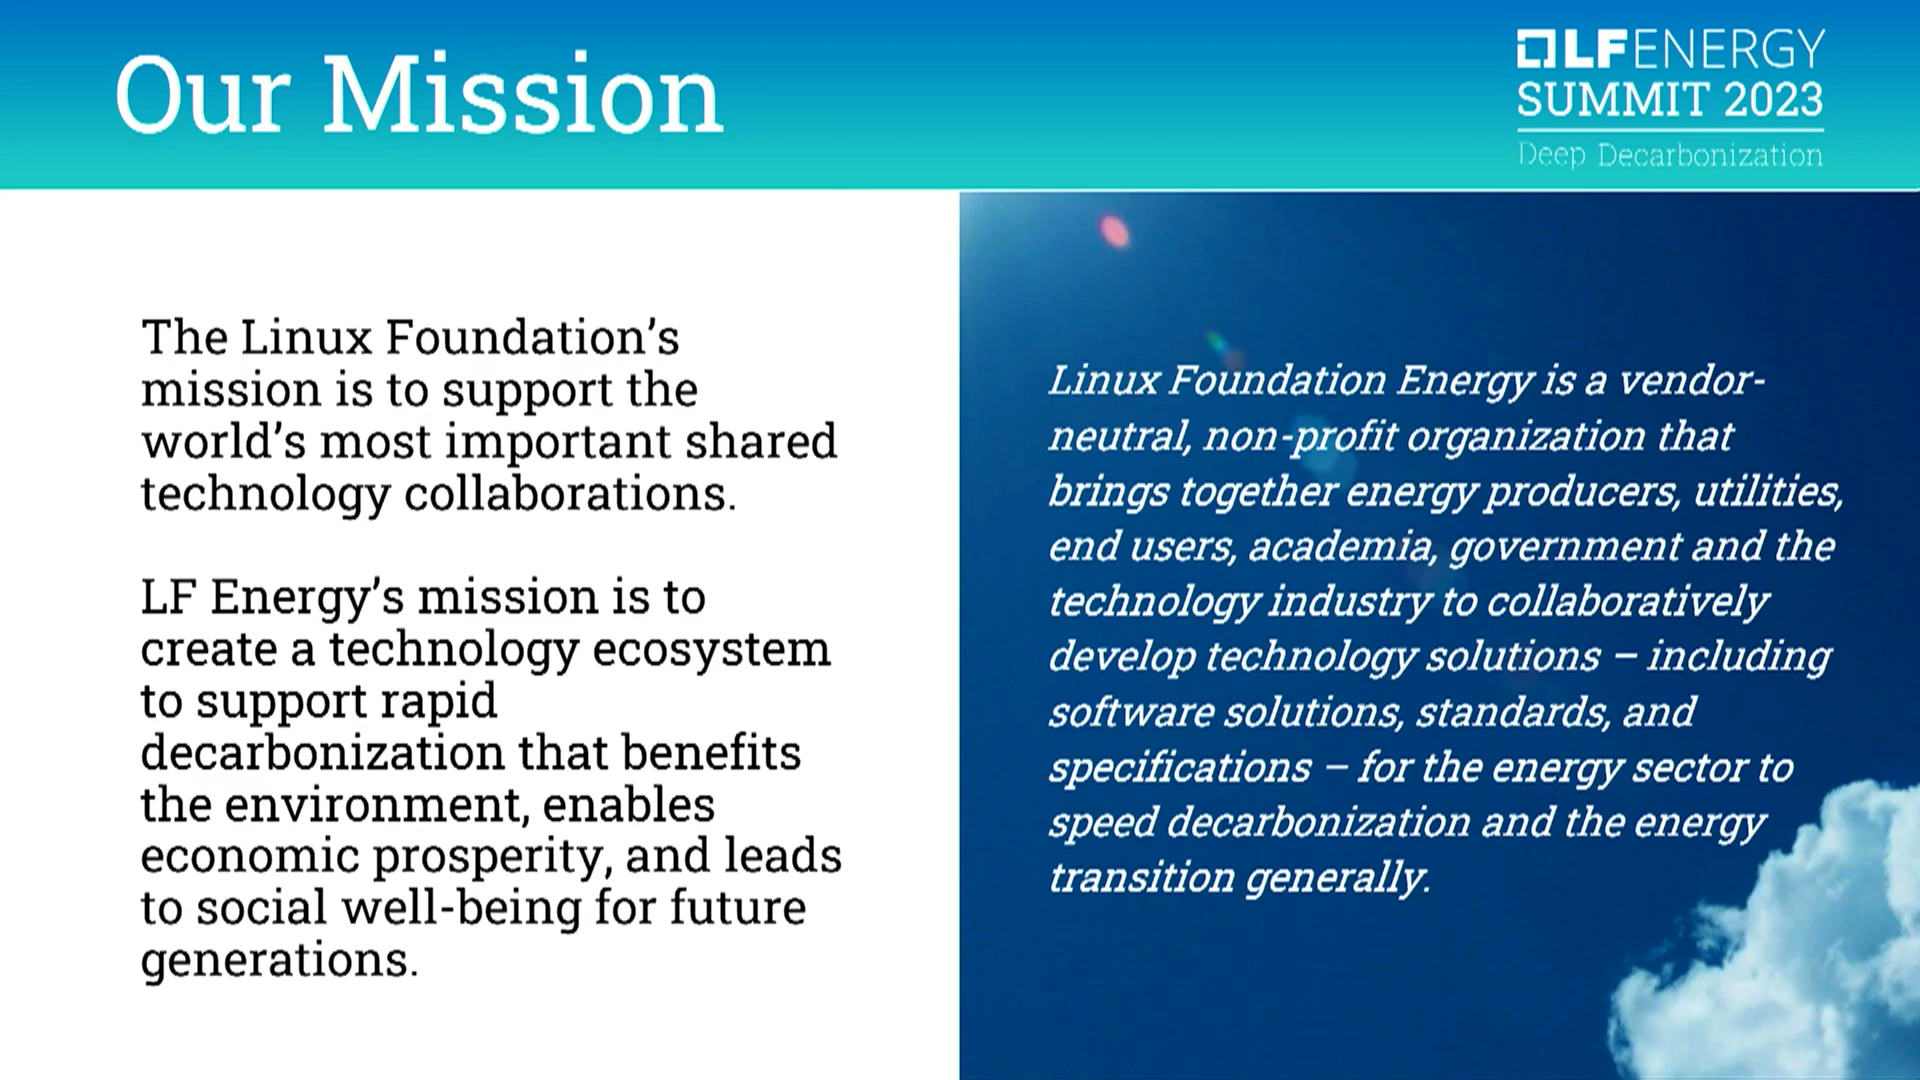 Our Mission
LFENERGY
SUMMIT 2023
Deep Decarbonization
The Linux Foundation’s
mission is to support the
world’s most important shared
technology collaborations.
LF Energy’s mission is to
create a technology ecosystem
to support rapid
decarbonization that benefits
the environment, enables
economic prosperity, and leads
to social well-being for future
generations.
Linux Foundation Energy is a vendor-
neutral, non-profit organization that
brings together energy producers, utilities,
end users, academia, government and the
technology industry to collaboratively
develop technology solutions – including
software solutions, standards, and
specifications – for the energy sector to
speed decarbonization and the energy
transition generally.